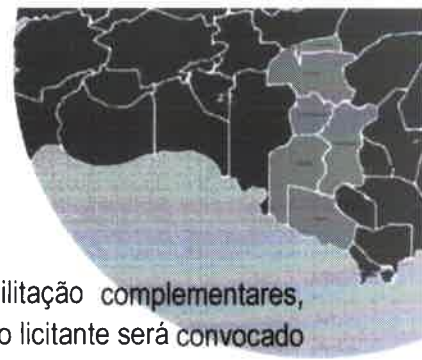 ilitação complementares,
o licitante será convocado